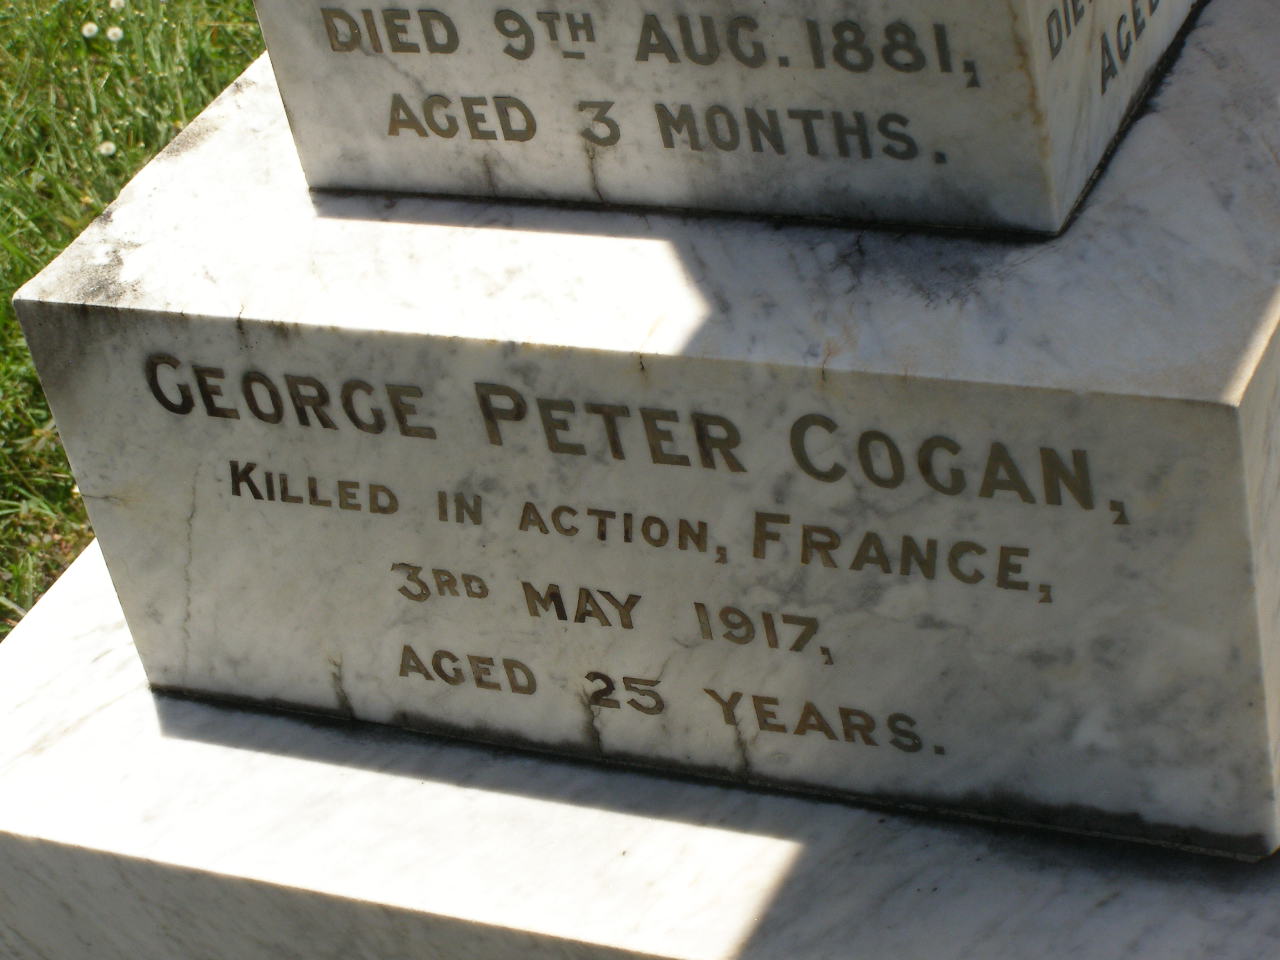 DIED 9TH AUG. 1881,
AGED 3 MONTHS.
AGED
GEORGE PETER COGAN,
KILLED IN ACTION, FRANCE,
3RD MAY 1917,
AGED 25 YEARS.